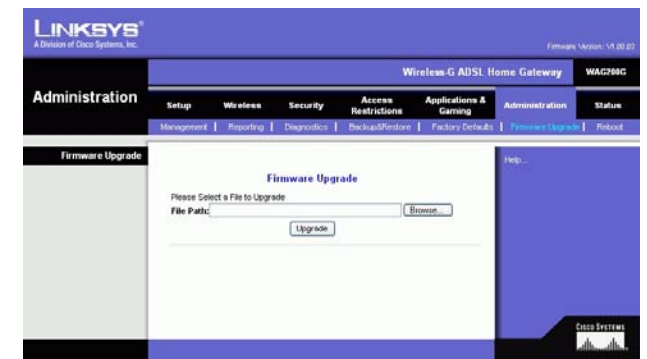 LINKSYS®
A Division of Cisco Systems, Inc.
Firmware Version: V1.00.03
Wireless-G ADSL Home Gateway WAG200G
Administration
Setup Wireless Security Access Restrictions Applications & Gaming Administration Status
Management | Reporting | Diagnostics | Backup&Restore | Factory Defaults | Firmware Upgrade | Reboot
Firmware Upgrade
Help...
Firmware Upgrade
Please Select a File to Upgrade
File Path: Browse...
Upgrade
CISCO SYSTEMS